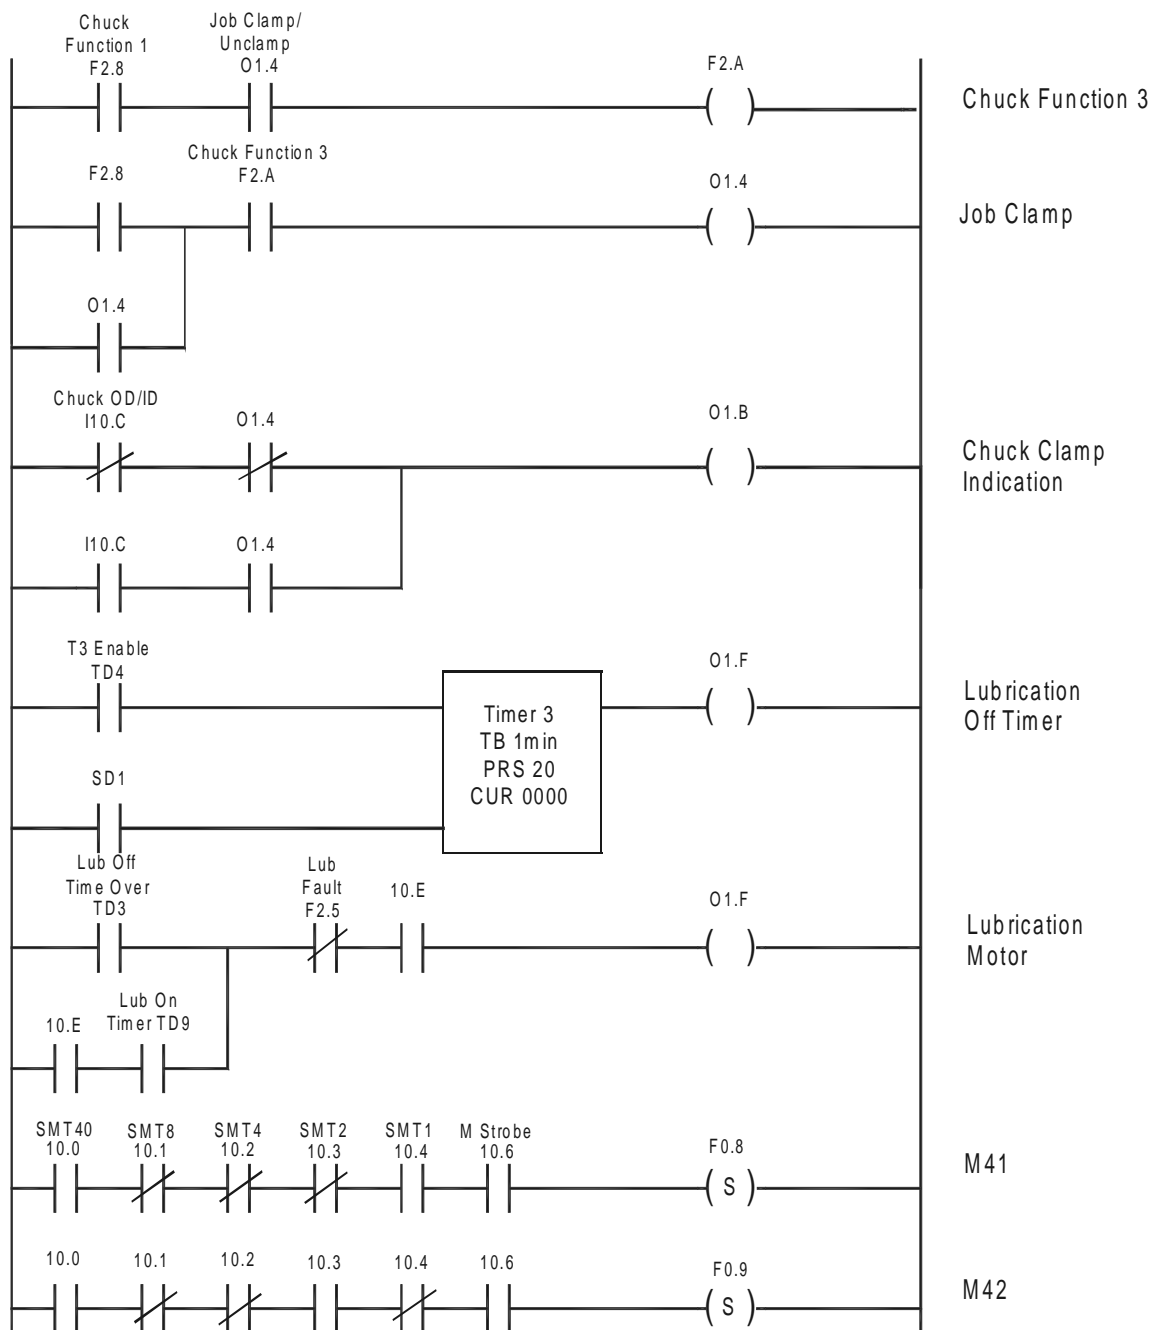 Chuck
Function 1
F2.8
Job Clamp/
Unclamp
O1.4
F2.A
( )
Chuck Function 3
F2.8
Chuck Function 3
F2.A
O1.4
( )
Job Clamp
O1.4
Chuck OD/ID
I10.C
O1.4
O1.B
( )
Chuck Clamp
Indication
I10.C
O1.4
T3 Enable
TD4
Timer 3
TB 1min
PRS 20
CUR 0000
O1.F
( )
Lubrication
Off Timer
SD1
Lub Off
Time Over
TD3
Lub
Fault
F2.5
10.E
O1.F
( )
Lubrication
Motor
10.E
Lub On
Timer TD9
SMT40
10.0
SMT8
10.1
SMT4
10.2
SMT2
10.3
SMT1
10.4
M Strobe
10.6
F0.8
( S )
M41
10.0
10.1
10.2
10.3
10.4
10.6
F0.9
( S )
M42